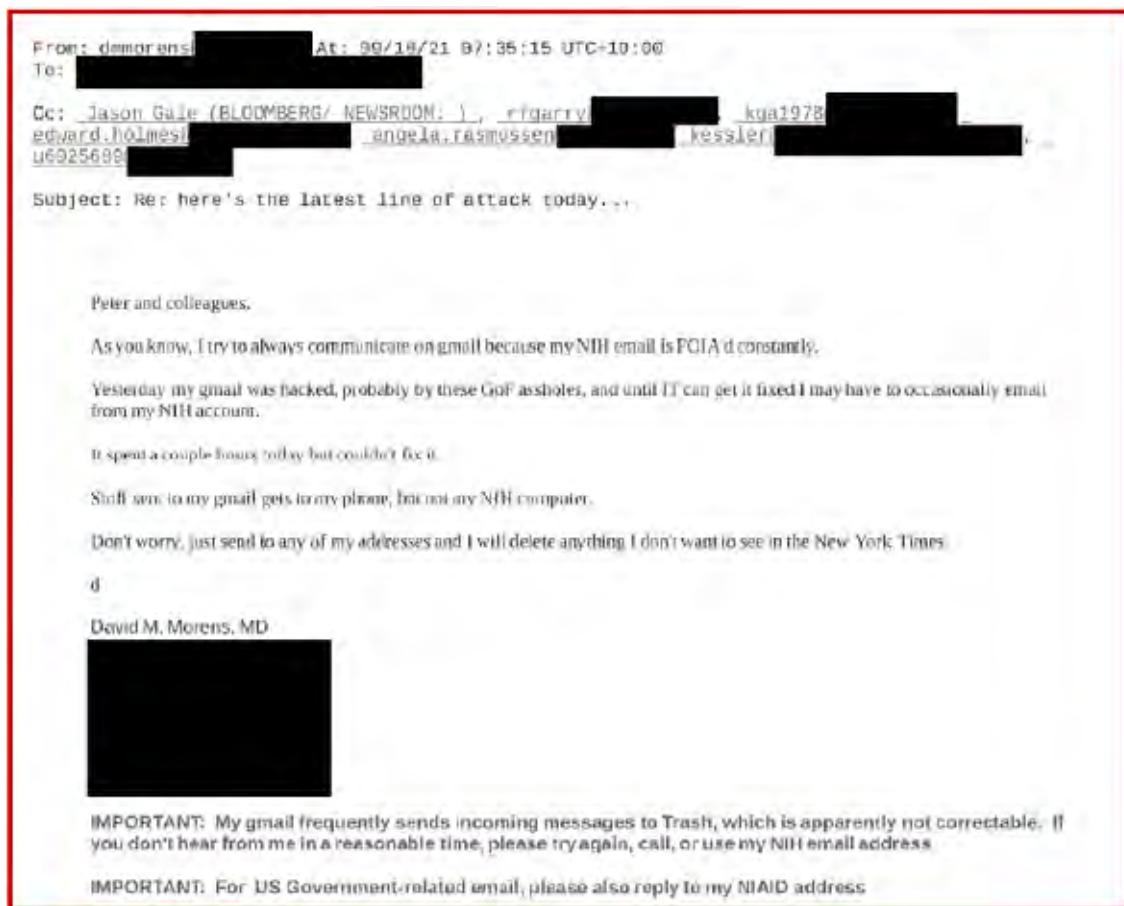 From: dmmorens At: 09/10/21 07:35:15 UTC-10:00
To:
Cc: Jason Gale (BLOOMBERG/ NEWSROOM: ) , rfgarry , kga1978
edward.holmes angela.rasmussen kessler ,
u6025699
Subject: Re: here's the latest line of attack today...
Peter and colleagues,
As you know, I try to always communicate on gmail because my NIH email is FOIA'd constantly.
Yesterday my gmail was hacked, probably by these GoF assholes, and until IT can get it fixed I may have to occasionally email
from my NIH account.
It spent a couple hours today but couldn't fix it.
Stuff sent to my gmail gets to my phone, but not my NIH computer.
Don't worry, just send to any of my addresses and I will delete anything I don't want to see in the New York Times
d
David M. Morens, MD
IMPORTANT: My gmail frequently sends incoming messages to Trash, which is apparently not correctable. If
you don't hear from me in a reasonable time, please try again, call, or use my NIH email address
IMPORTANT: For US Government-related email, please also reply to my NIAID address